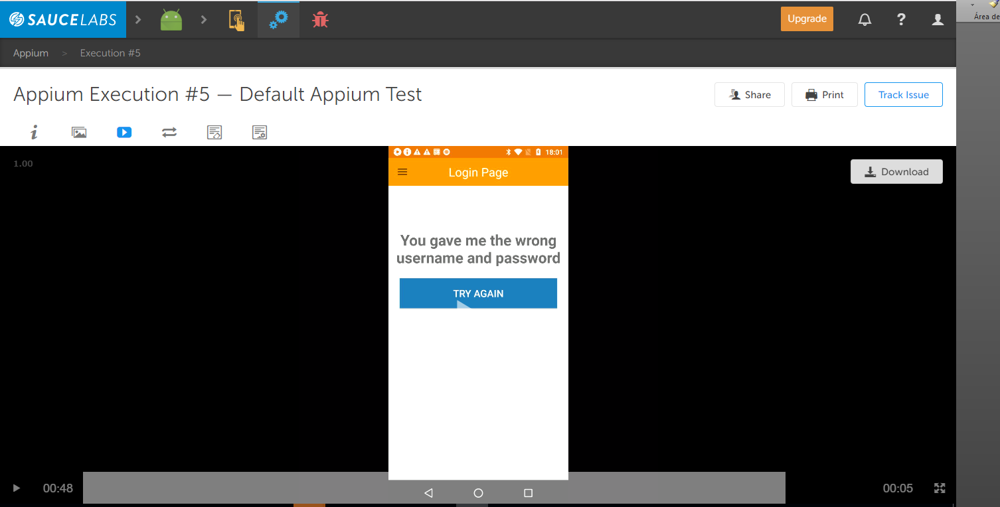 SAUCELABS
Upgrade
?
Área de
Appium > Execution #5
Appium Execution #5 — Default Appium Test
Share
Print
Track Issue
i
1.00
18:01
Login Page
Download
You gave me the wrong
username and password
TRY AGAIN
00:48
00:05